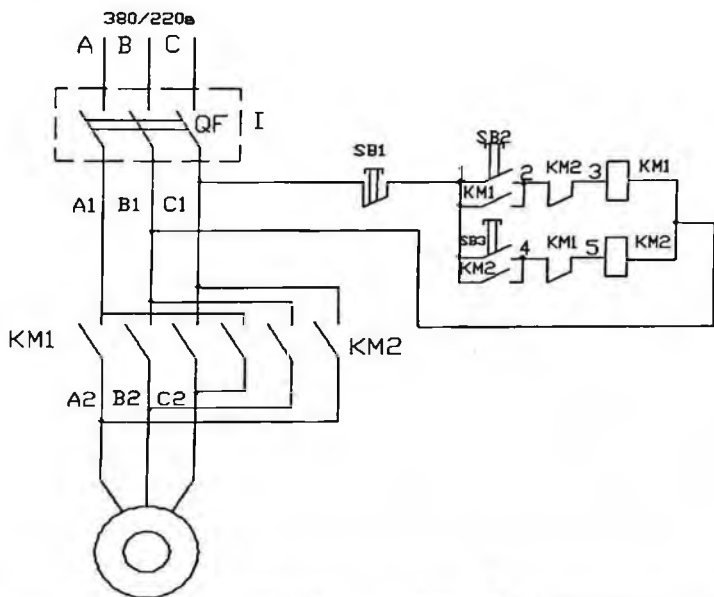 380/220в
A B C
QF I
SB1
SB2
2 KM2 3 KM1
KM1
A1 B1 C1
SB3
4 KM1 5 KM2
KM2
KM1 KM2
A2 B2 C2